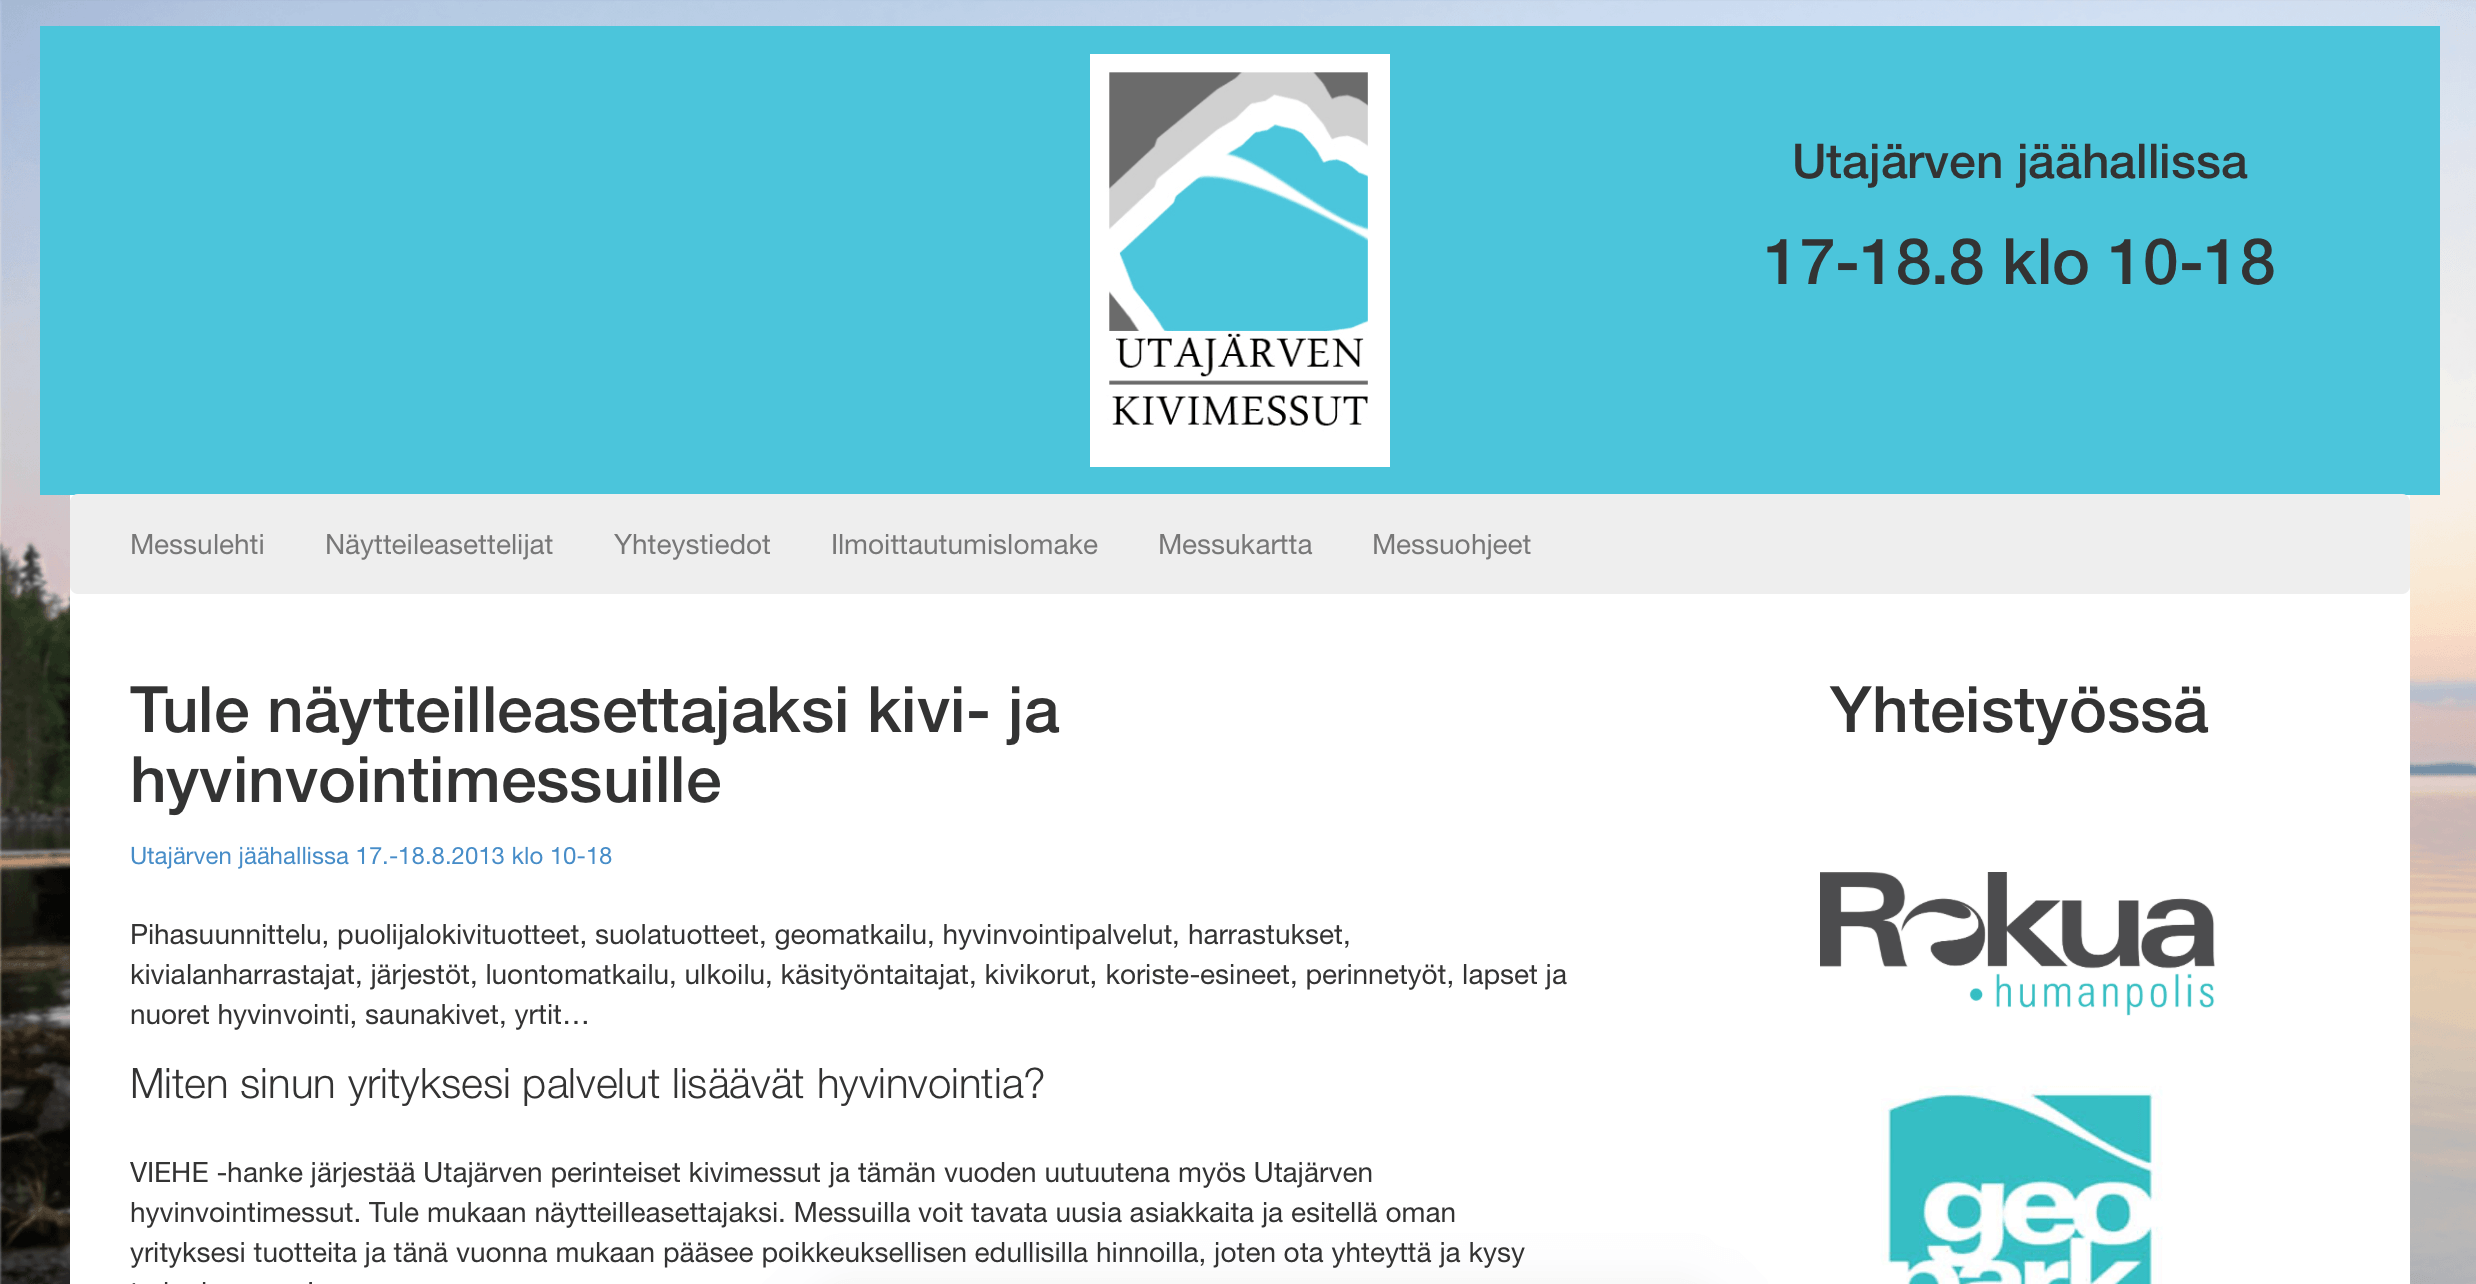 UTAJÄRVEN
KIVIMESSUT
Utajärven jäähallissa
17-18.8 klo 10-18
Messulehti Näytteileasettelijat Yhteystiedot Ilmoittautumislomake Messukartta Messuohjeet
Tule näytteilleasettajaksi kivi- ja
hyvinvointimessuille
Utajärven jäähallissa 17.-18.8.2013 klo 10-18
Pihasuunnittelu, puolijalokivituotteet, suolatuotteet, geomatkailu, hyvinvointipalvelut, harrastukset,
kivialanharrastajat, järjestöt, luontomatkailu, ulkoilu, käsityöntaitajat, kivikorut, koriste-esineet, perinnetyöt, lapset ja
nuoret hyvinvointi, saunakivet, yrtit…
Miten sinun yrityksesi palvelut lisäävät hyvinvointia?
VIEHE -hanke järjestää Utajärven perinteiset kivimessut ja tämän vuoden uutuutena myös Utajärven
hyvinvointimessut. Tule mukaan näytteilleasettajaksi. Messuilla voit tavata uusia asiakkaita ja esitellä oman
yrityksesi tuotteita ja tänä vuonna mukaan pääsee poikkeuksellisen edullisilla hinnoilla, joten ota yhteyttä ja kysy
Yhteistyössä
Rokua
humanpolis
geo
park